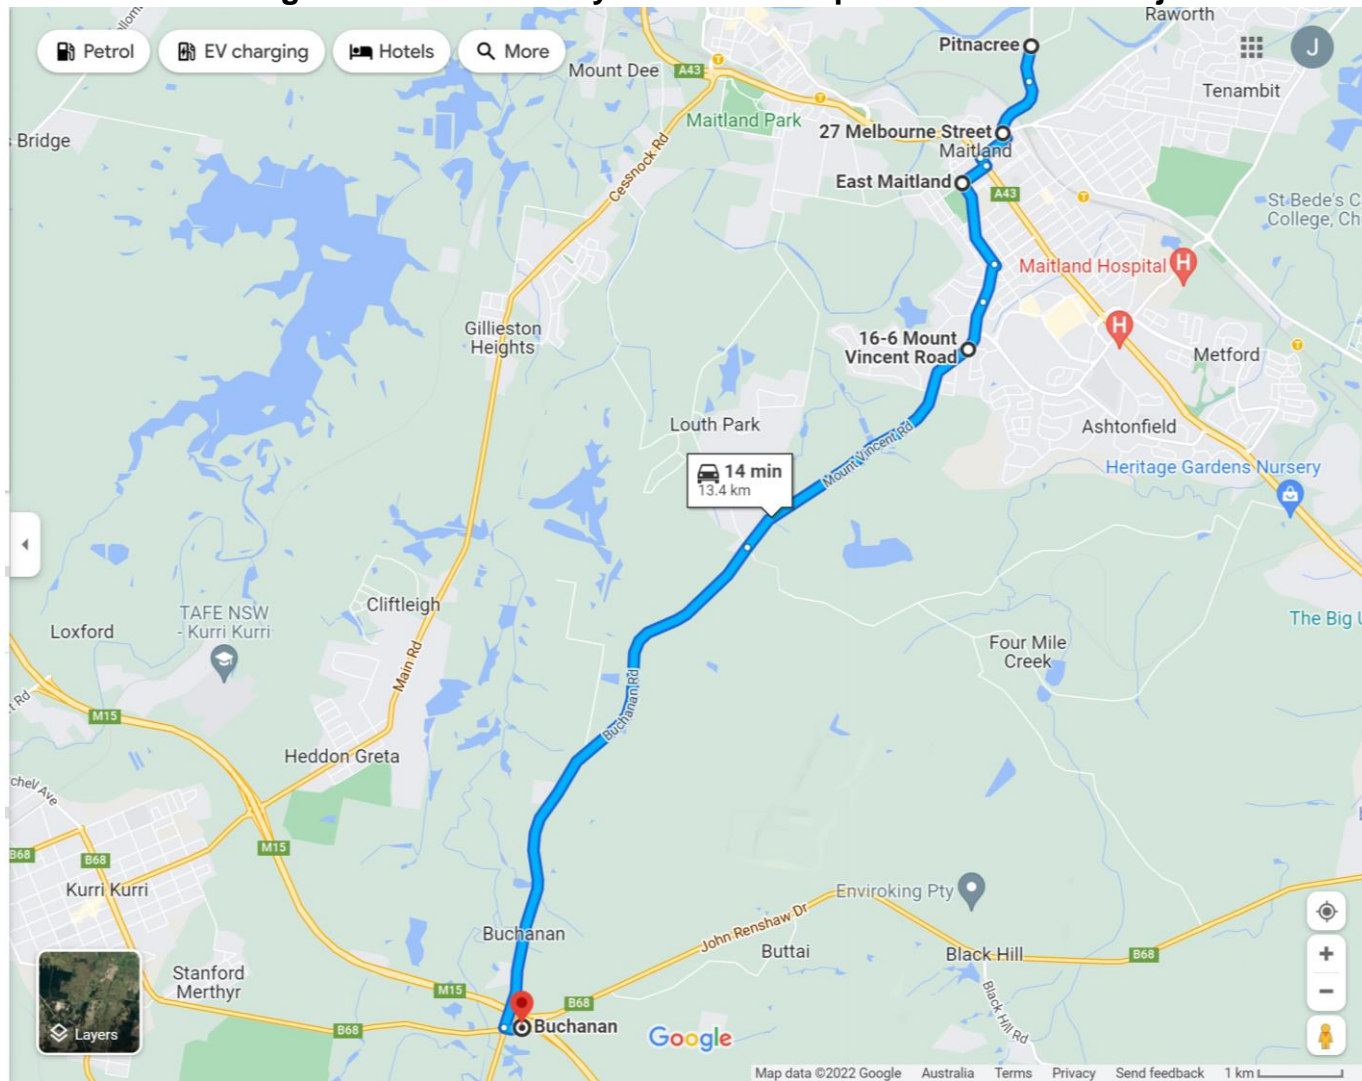 Raworth
Petrol
EV charging
Hotels
More
Pitnacree
J
Mount Dee
A43
Tenambit
Maitland Park
27 Melbourne Street
Maitland
Bridge
Cessnock Rd
East Maitland
A43
St Bede's C
College, Ch
Maitland Hospital
H
H
Gillieston
Heights
16-6 Mount
Vincent Road
Metford
Louth Park
Ashtonfield
Mount Vincent Rd
Heritage Gardens Nursery
14 min
13.4 km
Cliftleigh
TAFE NSW
- Kurri Kurri
Loxford
The Big
Four Mile
Creek
Main Rd
Buchanan Rd
t Rd
M15
Heddon Greta
chel Ave
M15
B68
B68
Kurri Kurri
Enviroking Pty
John Renshaw Dr
Buchanan
Buttai
Black Hill
B68
Stanford
Merthyr
M15
B68
Black Hill Rd
B68
Buchanan
Layers
Google
Map data ©2022 Google Australia Terms Privacy Send feedback 1 km